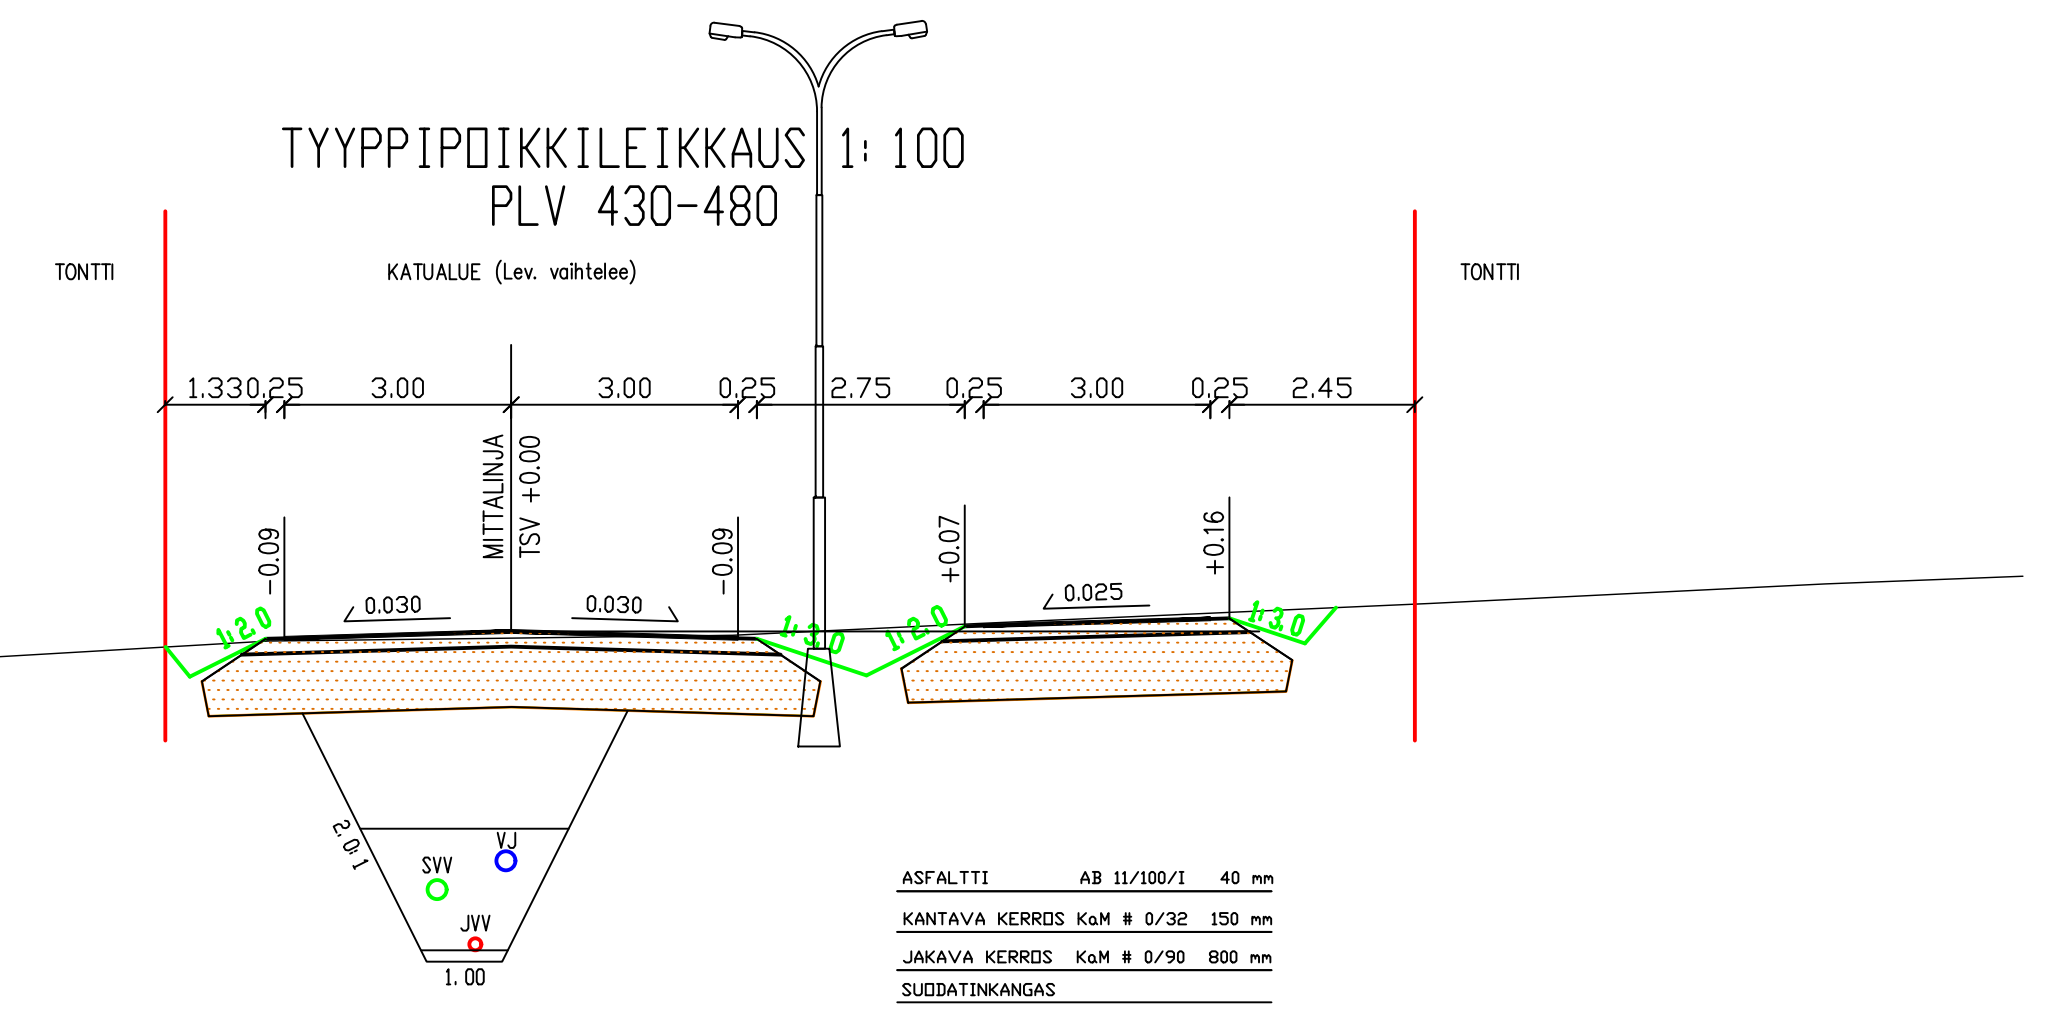 TYYPPIPOIKKILEIKKAUS 1:100
PLV 430-480
TONTTI
KATUALUE (Lev. vaihtelee)
TONTTI
1.33 0.25 3.00 3.00 0.25 2.75 0.25 3.00 0.25 2.45
MITTALINJA
TSV +0.00
-0.09
-0.09
+0.07
+0.16
1:2.0
0.030
0.030
1:3.0
1:2.0
0.025
1:3.0
2.0:1
VJ
SVV
JVV
1.00
ASFALTTI AB 11/100/I 40 mm
KANTAVA KERROS KaM # 0/32 150 mm
JAKAVA KERROS KaM # 0/90 800 mm
SUODATINKANGAS